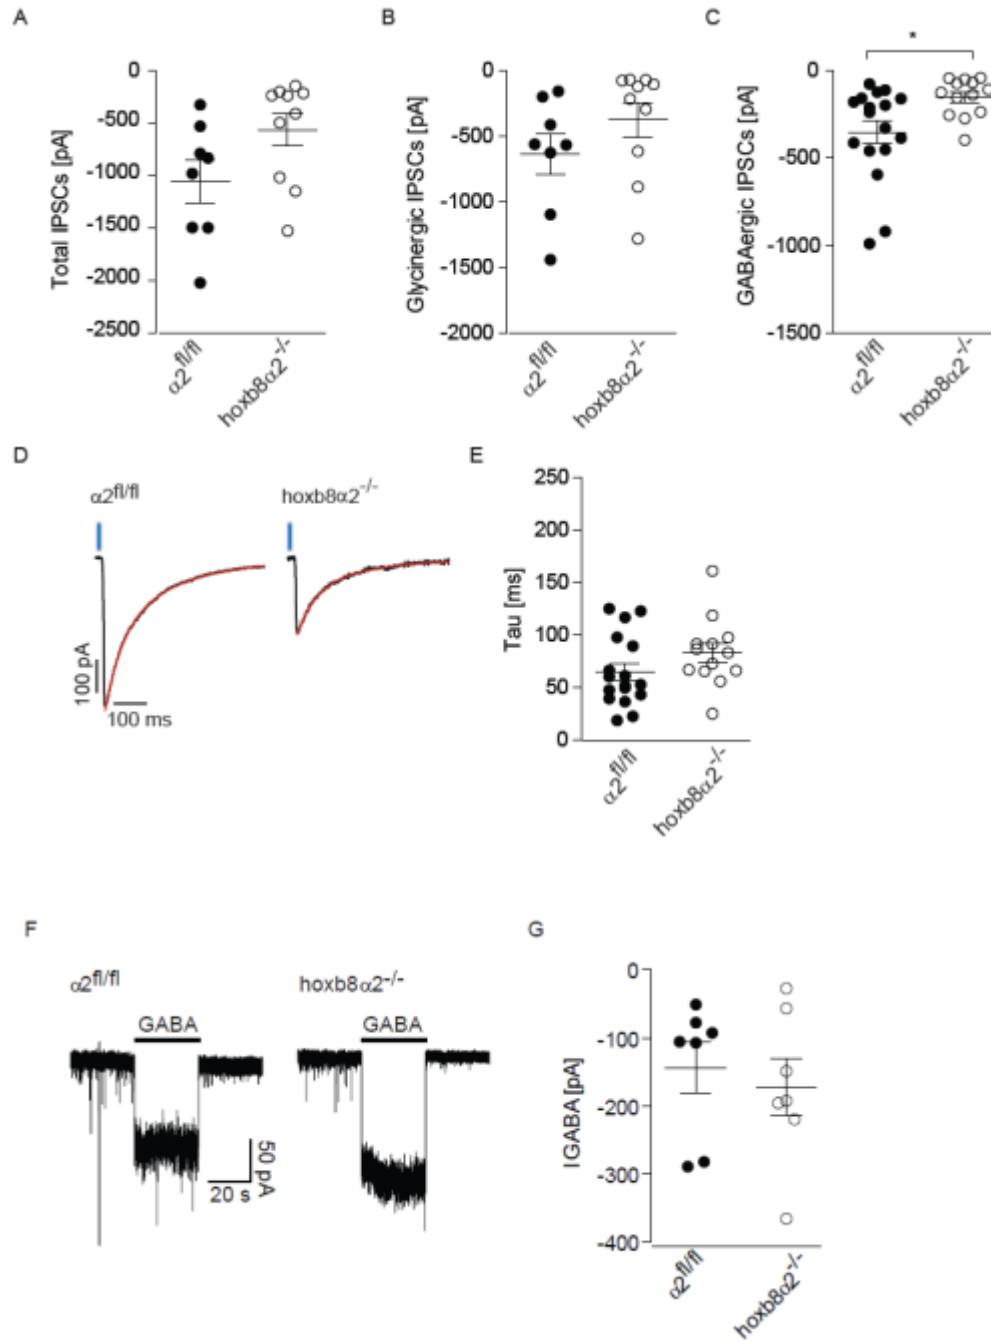 A
Total IPSCs [pA]
0
-500
-1000
-1500
-2000
-2500
α2fl/fl
hoxb8α2-/-
B
Glycinergic IPSCs [pA]
0
-500
-1000
-1500
-2000
α2fl/fl
hoxb8α2-/-
C
*
GABAergic IPSCs [pA]
0
-500
-1000
-1500
α2fl/fl
hoxb8α2-/-
D
α2fl/fl
hoxb8α2-/-
100 pA
100 ms
E
Tau [ms]
250
200
150
100
50
0
α2fl/fl
hoxb8α2-/-
F
α2fl/fl
hoxb8α2-/-
GABA
GABA
50 pA
20 s
G
IGABA [pA]
0
-100
-200
-300
-400
α2fl/fl
hoxb8α2-/-